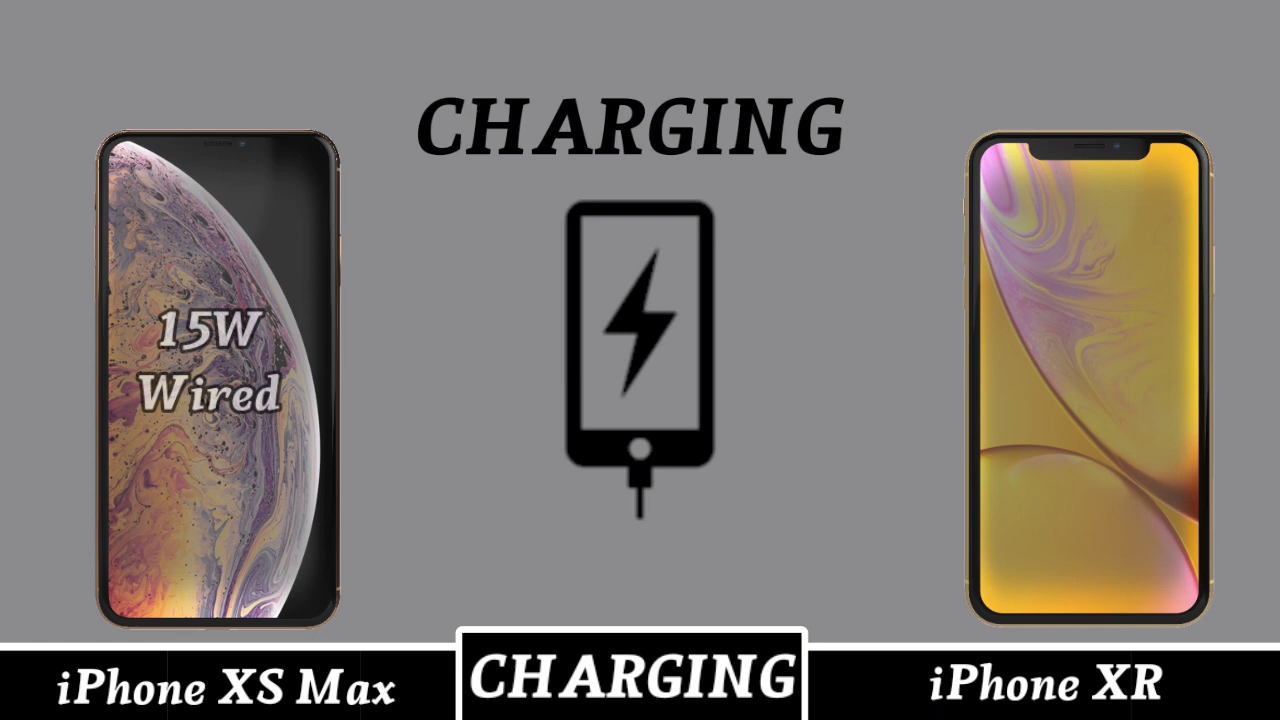 CHARGING
15W
Wired
iPhone XS Max
CHARGING
iPhone XR